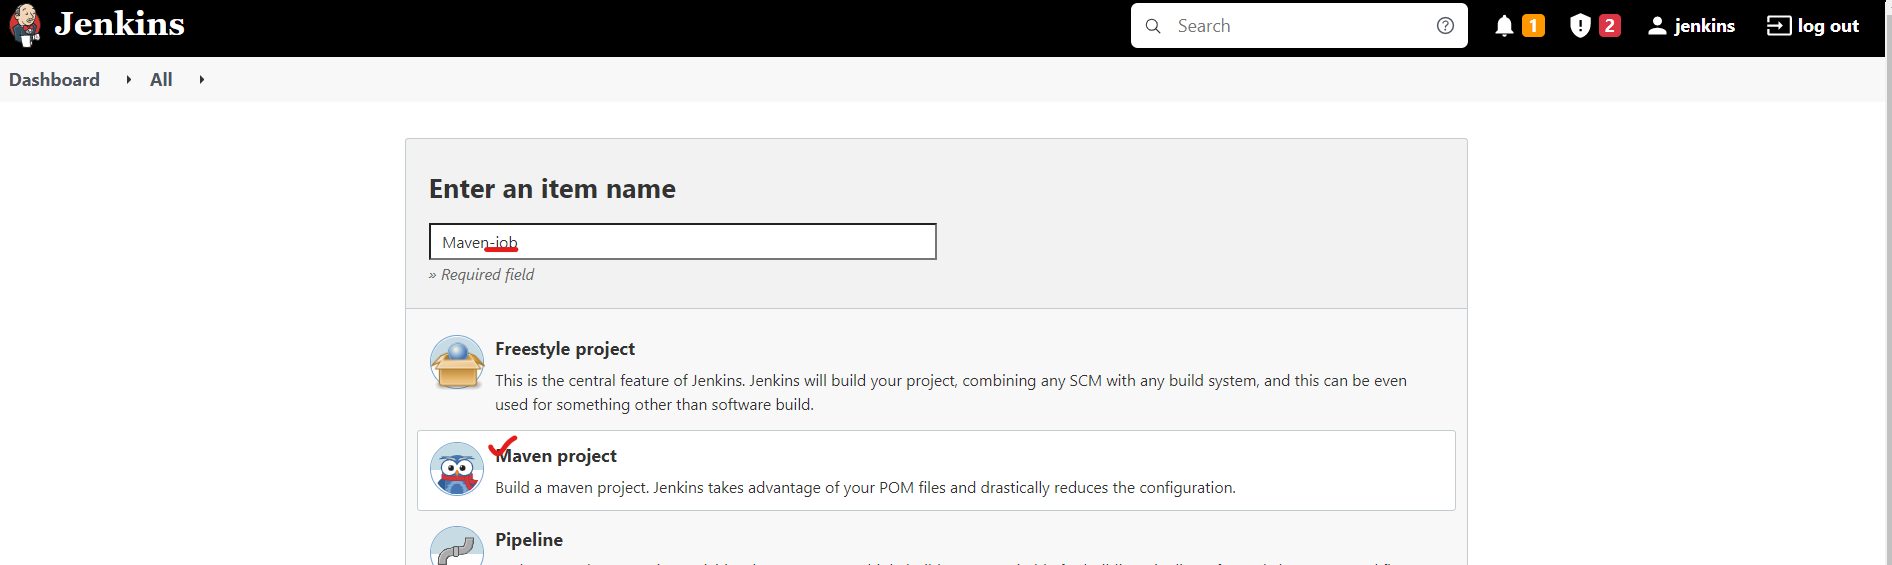 Jenkins
Search
1
2
jenkins
log out
Dashboard
All
Enter an item name
Maven-job
» Required field
Freestyle project
This is the central feature of Jenkins. Jenkins will build your project, combining any SCM with any build system, and this can be even
used for something other than software build.
Maven project
Build a maven project. Jenkins takes advantage of your POM files and drastically reduces the configuration.
Pipeline